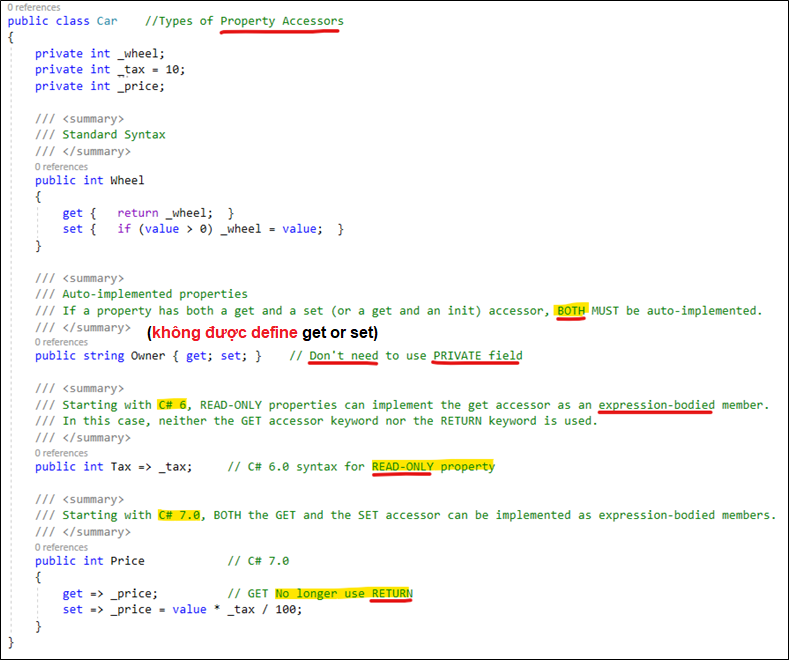 0 references
public class Car    //Types of Property Accessors
{
    private int _wheel;
    private int _tax = 10;
    private int _price;

    /// <summary>
    /// Standard Syntax
    /// </summary>
    0 references
    public int Wheel
    {
        get {   return _wheel;  }
        set {   if (value > 0) _wheel = value;  }
    }

    /// <summary>
    /// Auto-implemented properties
    /// If a property has both a get and a set (or a get and an init) accessor, BOTH MUST be auto-implemented.
    /// </summary>  (không được define get or set)
    0 references
    public string Owner { get; set; }    // Don't need to use PRIVATE field

    /// <summary>
    /// Starting with C# 6, READ-ONLY properties can implement the get accessor as an expression-bodied member.
    /// In this case, neither the GET accessor keyword nor the RETURN keyword is used.
    /// </summary>
    0 references
    public int Tax => _tax;     // C# 6.0 syntax for READ-ONLY property

    /// <summary>
    /// Starting with C# 7.0, BOTH the GET and the SET accessor can be implemented as expression-bodied members.
    /// </summary>
    0 references
    public int Price            // C# 7.0
    {
        get => _price;          // GET No longer use RETURN
        set => _price = value * _tax / 100;
    }
}